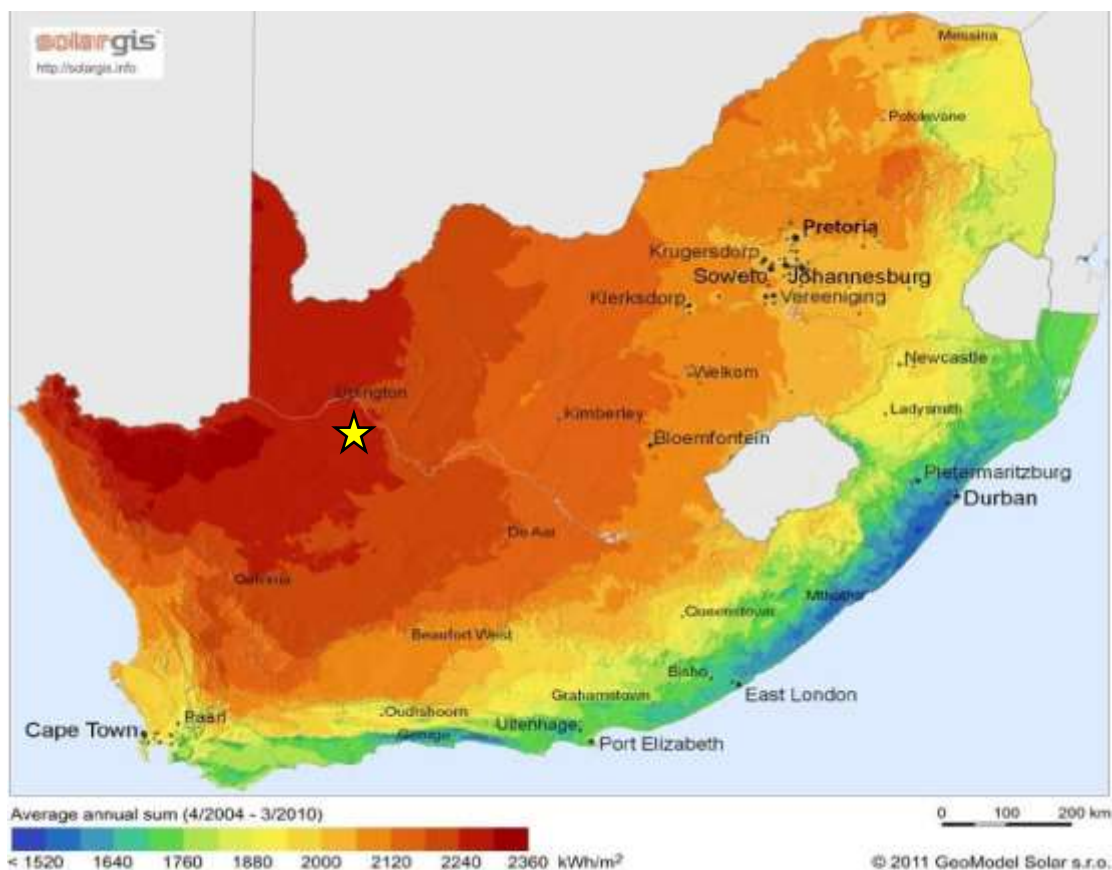 solargis
http://solargis.info
Messina
Polokwane
Pretoria
Krugersdorp
Soweto
Johannesburg
Klerksdorp
Vereeniging
Newcastle
Welkom
Upington
Kimberley
Ladysmith
Bloemfontein
Pietermaritzburg
Durban
De Aar
Calvinia
Mthatha
Queenstown
Beaufort West
Bisho
Grahamstown
East London
Oudtshoorn
Paarl
Uitenhage
Cape Town
George
Port Elizabeth
Average annual sum (4/2004 - 3/2010)
0 100 200 km
< 1520 1640 1760 1880 2000 2120 2240 2360 kWh/m²
© 2011 GeoModel Solar s.r.o.